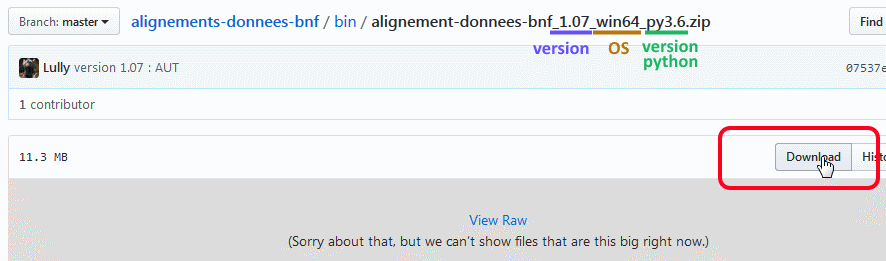 Branch: master alignements-donnees-bnf / bin / alignement-donnees-bnf_1.07_win64_py3.6.zip Find
version OS version python
Lully version 1.07 : AUT 07537e
1 contributor
11.3 MB Download Histo
View Raw
(Sorry about that, but we can't show files that are this big right now.)